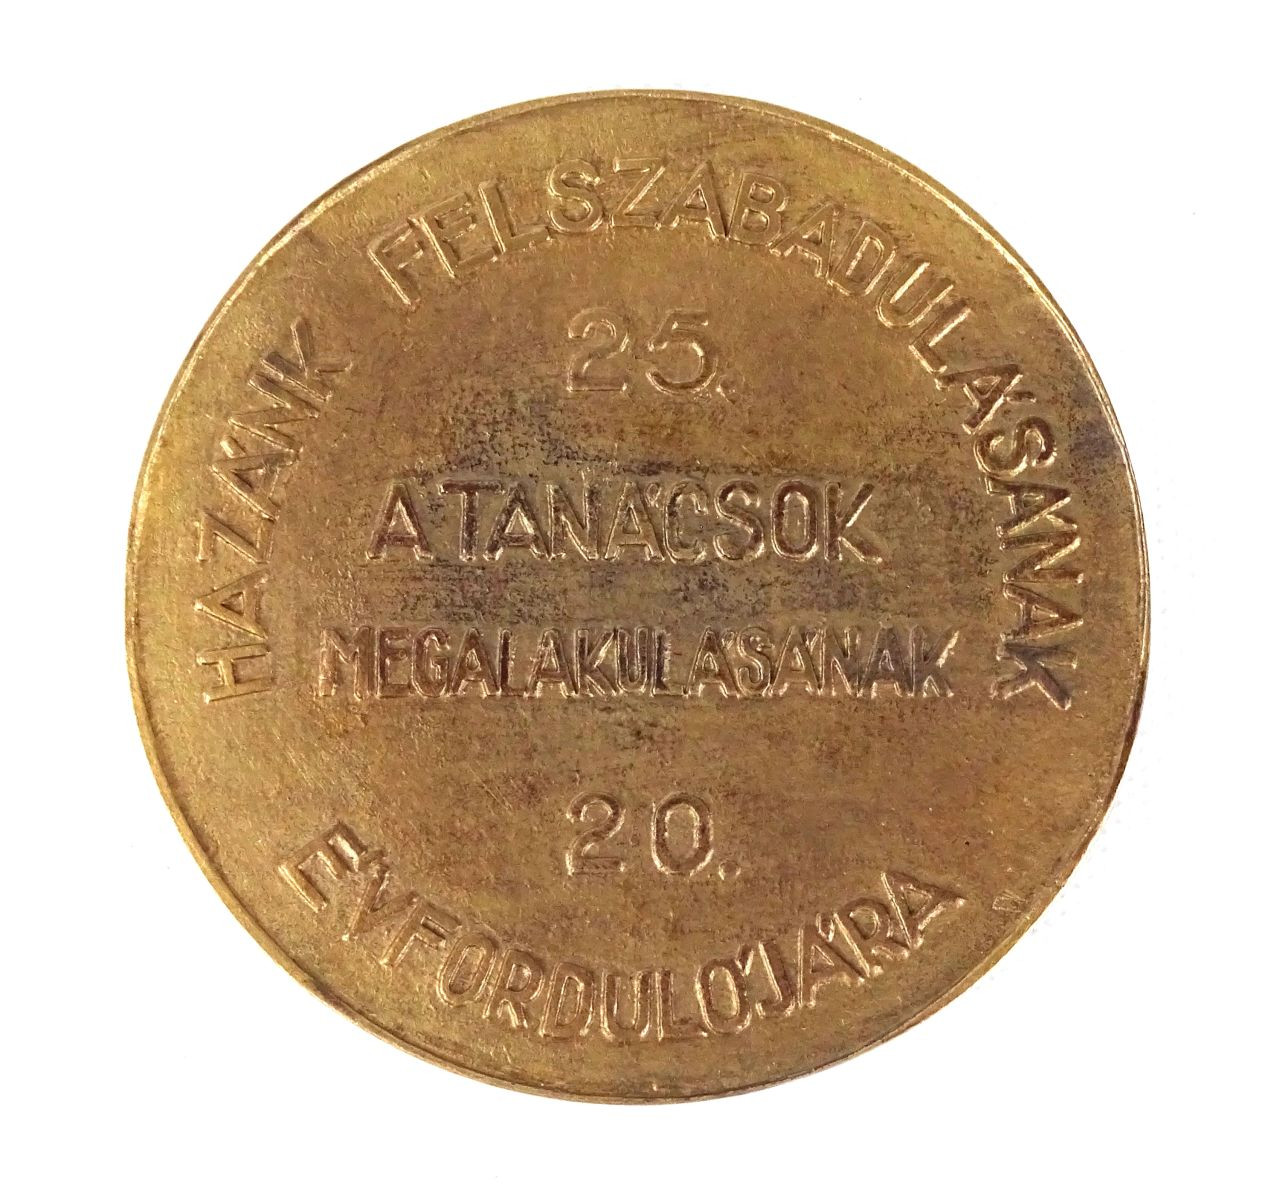 HAZÁNK FELSZABADULÁSÁNAK
25.
A TANÁCSOK
MEGALAKULÁSÁNAK
20.
ÉVFORDULÓJÁRA